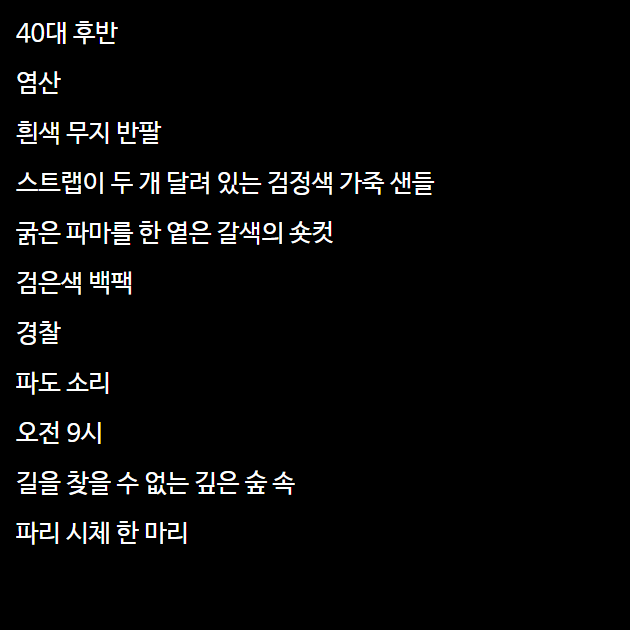 40대 후반
염산
흰색 무지 반팔
스트랩이 두 개 달려 있는 검정색 가죽 샌들
굵은 파마를 한 옅은 갈색의 숏컷
검은색 백팩
경찰
파도 소리
오전 9시
길을 찾을 수 없는 깊은 숲 속
파리 시체 한 마리